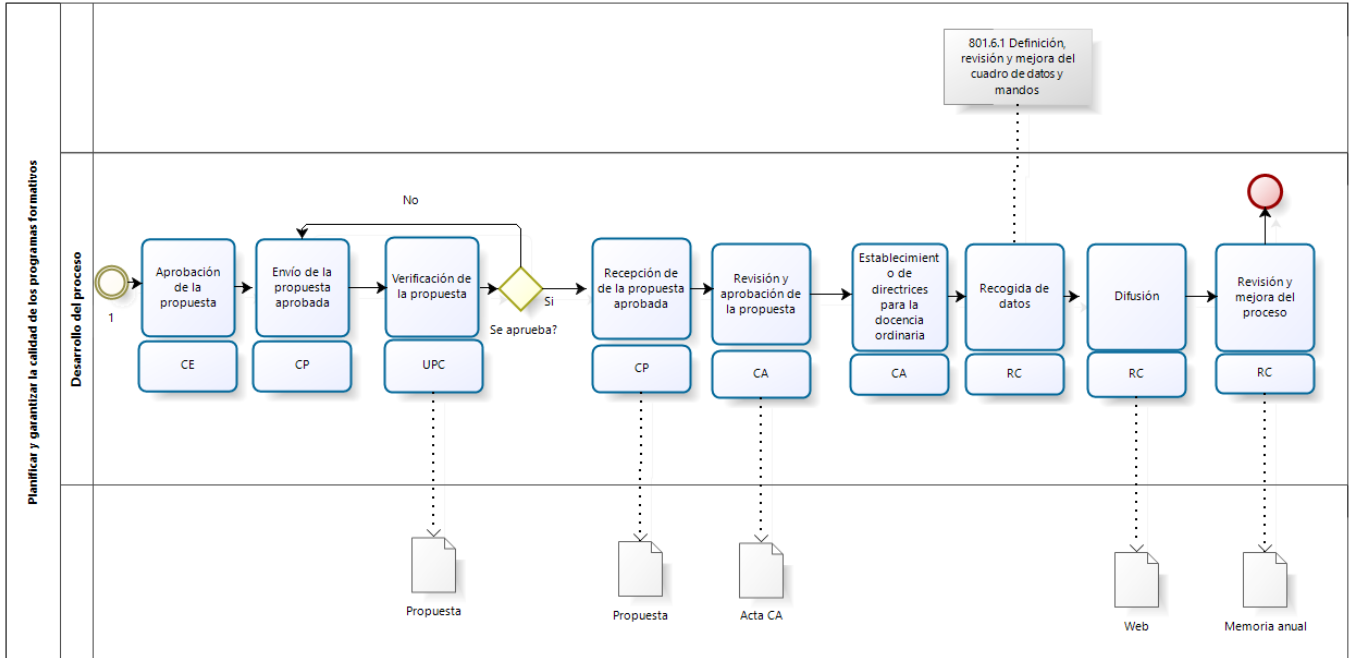 Planificar y garantizar la calidad de los programas formativos
Desarrollo del proceso
801.6.1 Definición,
revisión y mejora del
cuadro de datos y
mandos
No
1
Aprobación
de la
propuesta
CE
Envío de la
propuesta
aprobada
CP
Verificación de
la propuesta
UPC
Si
Se aprueba?
Recepción de
de la propuesta
aprobada
CP
Revisión y
aprobación de
la propuesta
CA
Establecimient
o de
directrices
para la
docencia
ordinaria
CA
Recogida de
datos
RC
Difusión
RC
Revisión y
mejora del
proceso
RC
Propuesta
Propuesta
Acta CA
Web
Memoria anual